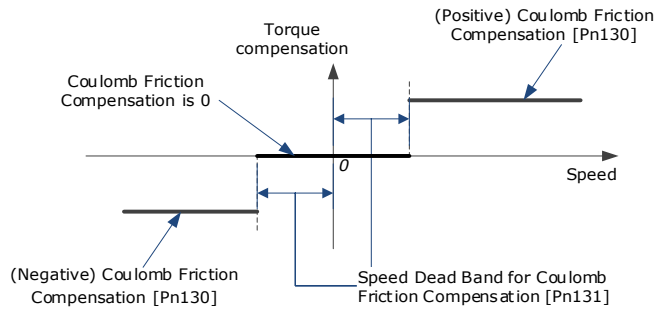 (Positive) Coulomb Friction
Compensation [Pn130]
Torque
compensation
Coulomb Friction
Compensation is 0
0
Speed
(Negative) Coulomb Friction
Compensation [Pn130]
Speed Dead Band for Coulomb
Friction Compensation [Pn131]